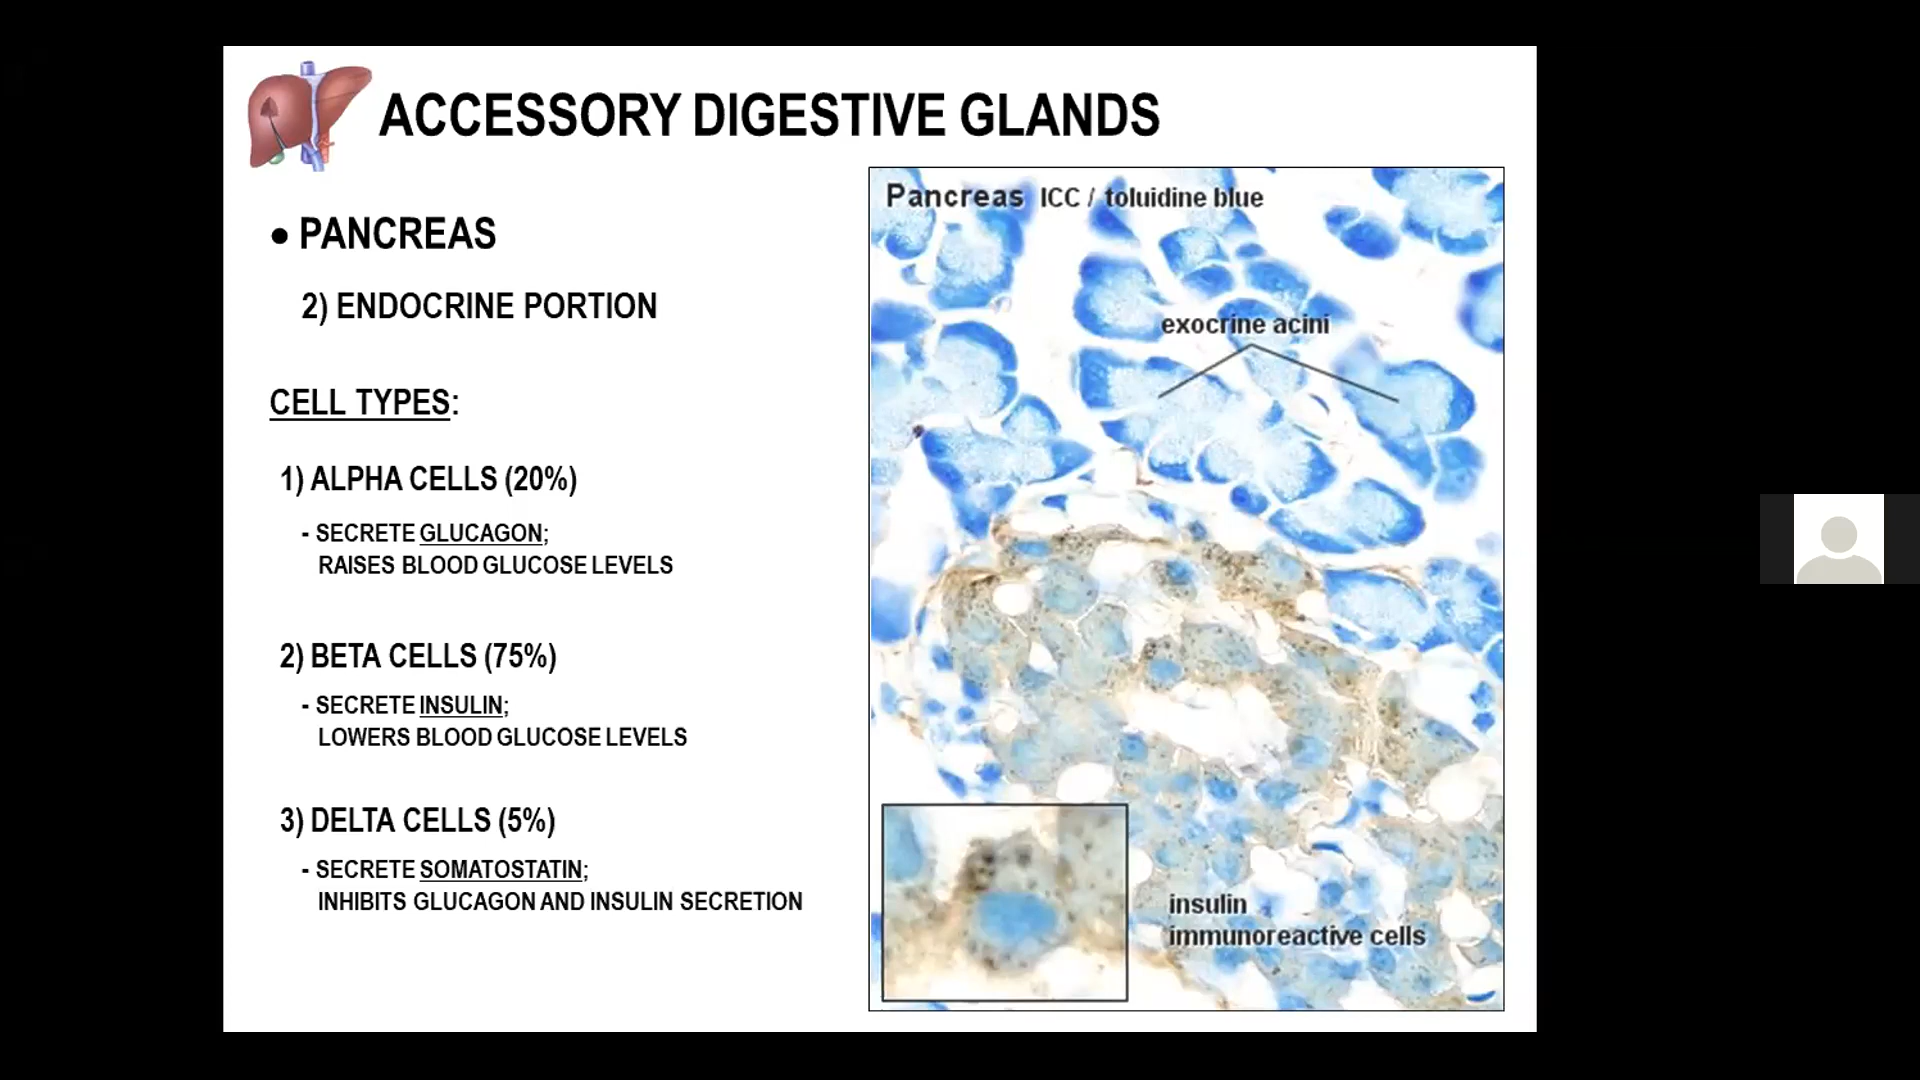 ACCESSORY DIGESTIVE GLANDS
• PANCREAS
2) ENDOCRINE PORTION
CELL TYPES:
1) ALPHA CELLS (20%)
- SECRETE GLUCAGON;
RAISES BLOOD GLUCOSE LEVELS
2) BETA CELLS (75%)
- SECRETE INSULIN;
LOWERS BLOOD GLUCOSE LEVELS
3) DELTA CELLS (5%)
- SECRETE SOMATOSTATIN;
INHIBITS GLUCAGON AND INSULIN SECRETION
Pancreas ICC / toluidine blue
exocrine acini
insulin
immunoreactive cells